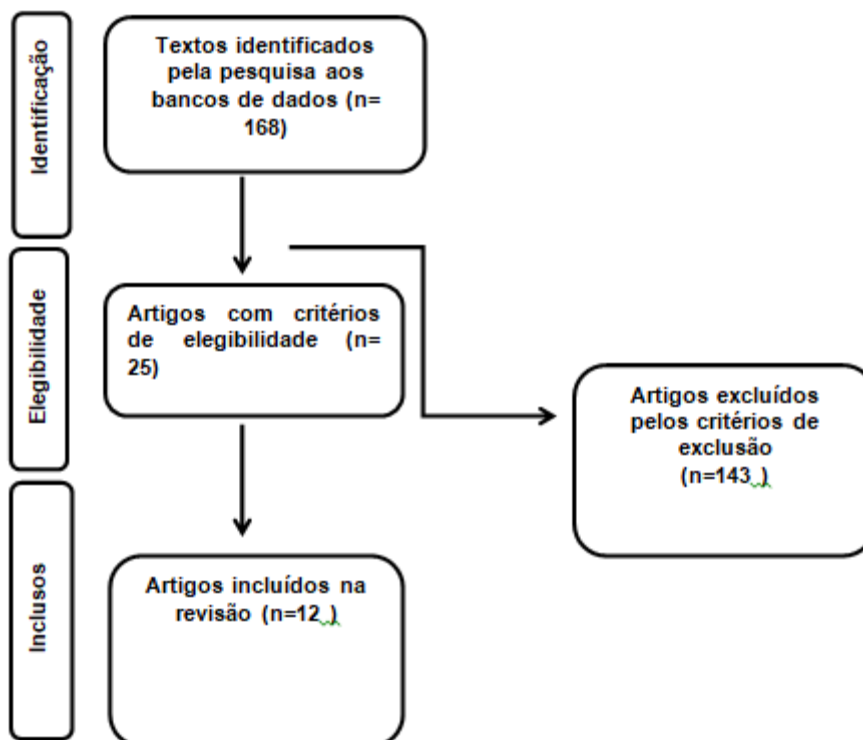 Identificação
Textos identificados
pela pesquisa aos
bancos de dados (n=
168)
Elegibilidade
Artigos com critérios
de elegibilidade (n=
25)
Artigos excluídos
pelos critérios de
exclusão
(n=143 )
Inclusos
Artigos incluídos na
revisão (n=12 )